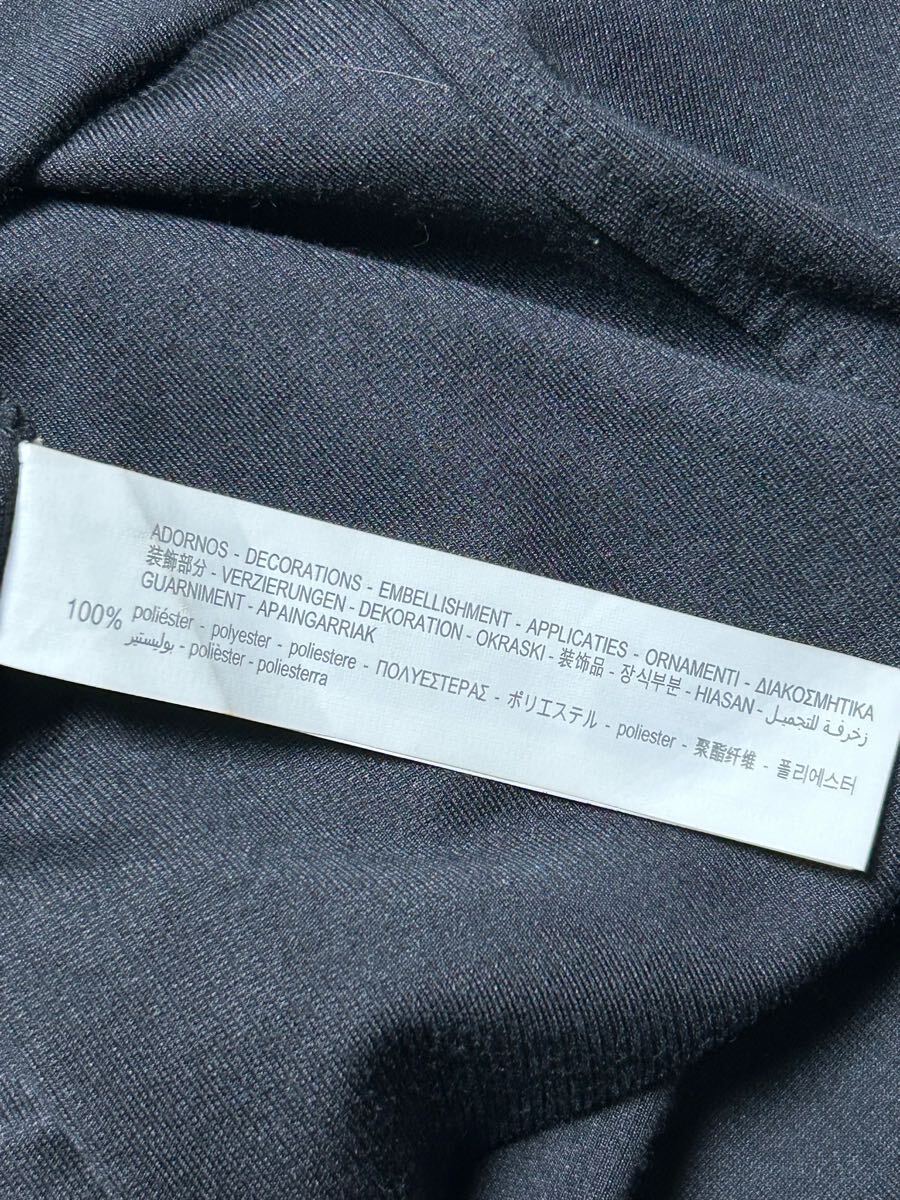 ADORNOS - DECORATIONS - EMBELLISHMENT - APPLICATIES - ORNAMENTI - ΔΙΑΚΟΣΜΗΤΙΚΑ
装飾部分 - VERZIERUNGEN - DEKORATION - OKRASKI - 装饰品 - 장식부분 - HIASAN - زخرفة للتجميل -
GUARNIMENT - APAINGARRIAK
100% poliéster - polyester - poliestere - ΠΟΛΥΕΣΤΕΡΑΣ - ポリエステル - poliester - 聚酯纤维 - 폴리에스터
بوليستير - polièster - poliesterra